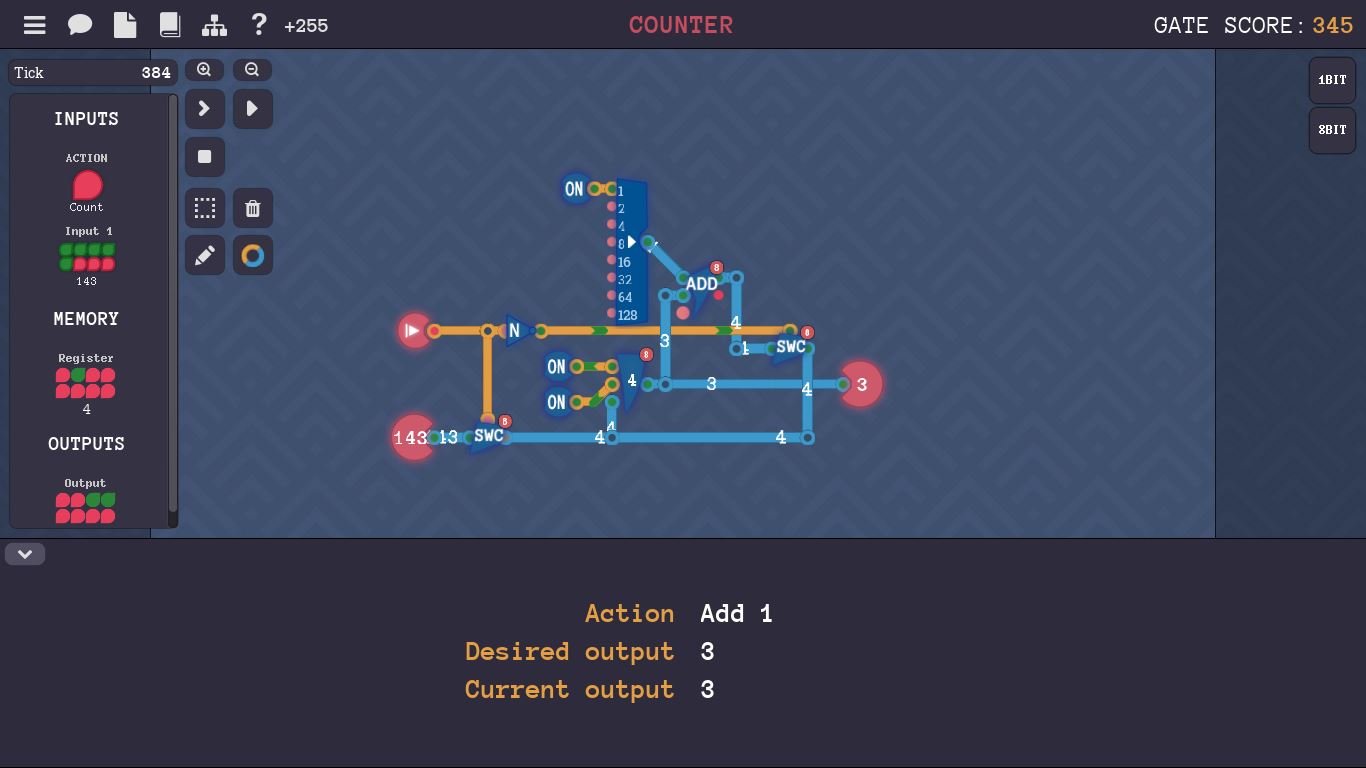 ? +255
COUNTER
GATE SCORE: 345
Tick 384
1BIT
8BIT
INPUTS
ACTION
Count
Input 1
143
MEMORY
Register
4
OUTPUTS
Output
ON
1
2
4
8
16
32
64
128
8
ADD
4
N
3
8
1
SWC
ON
8
4
3
4
3
ON
4
143
13
SWC
8
4
4
Action Add 1
Desired output 3
Current output 3